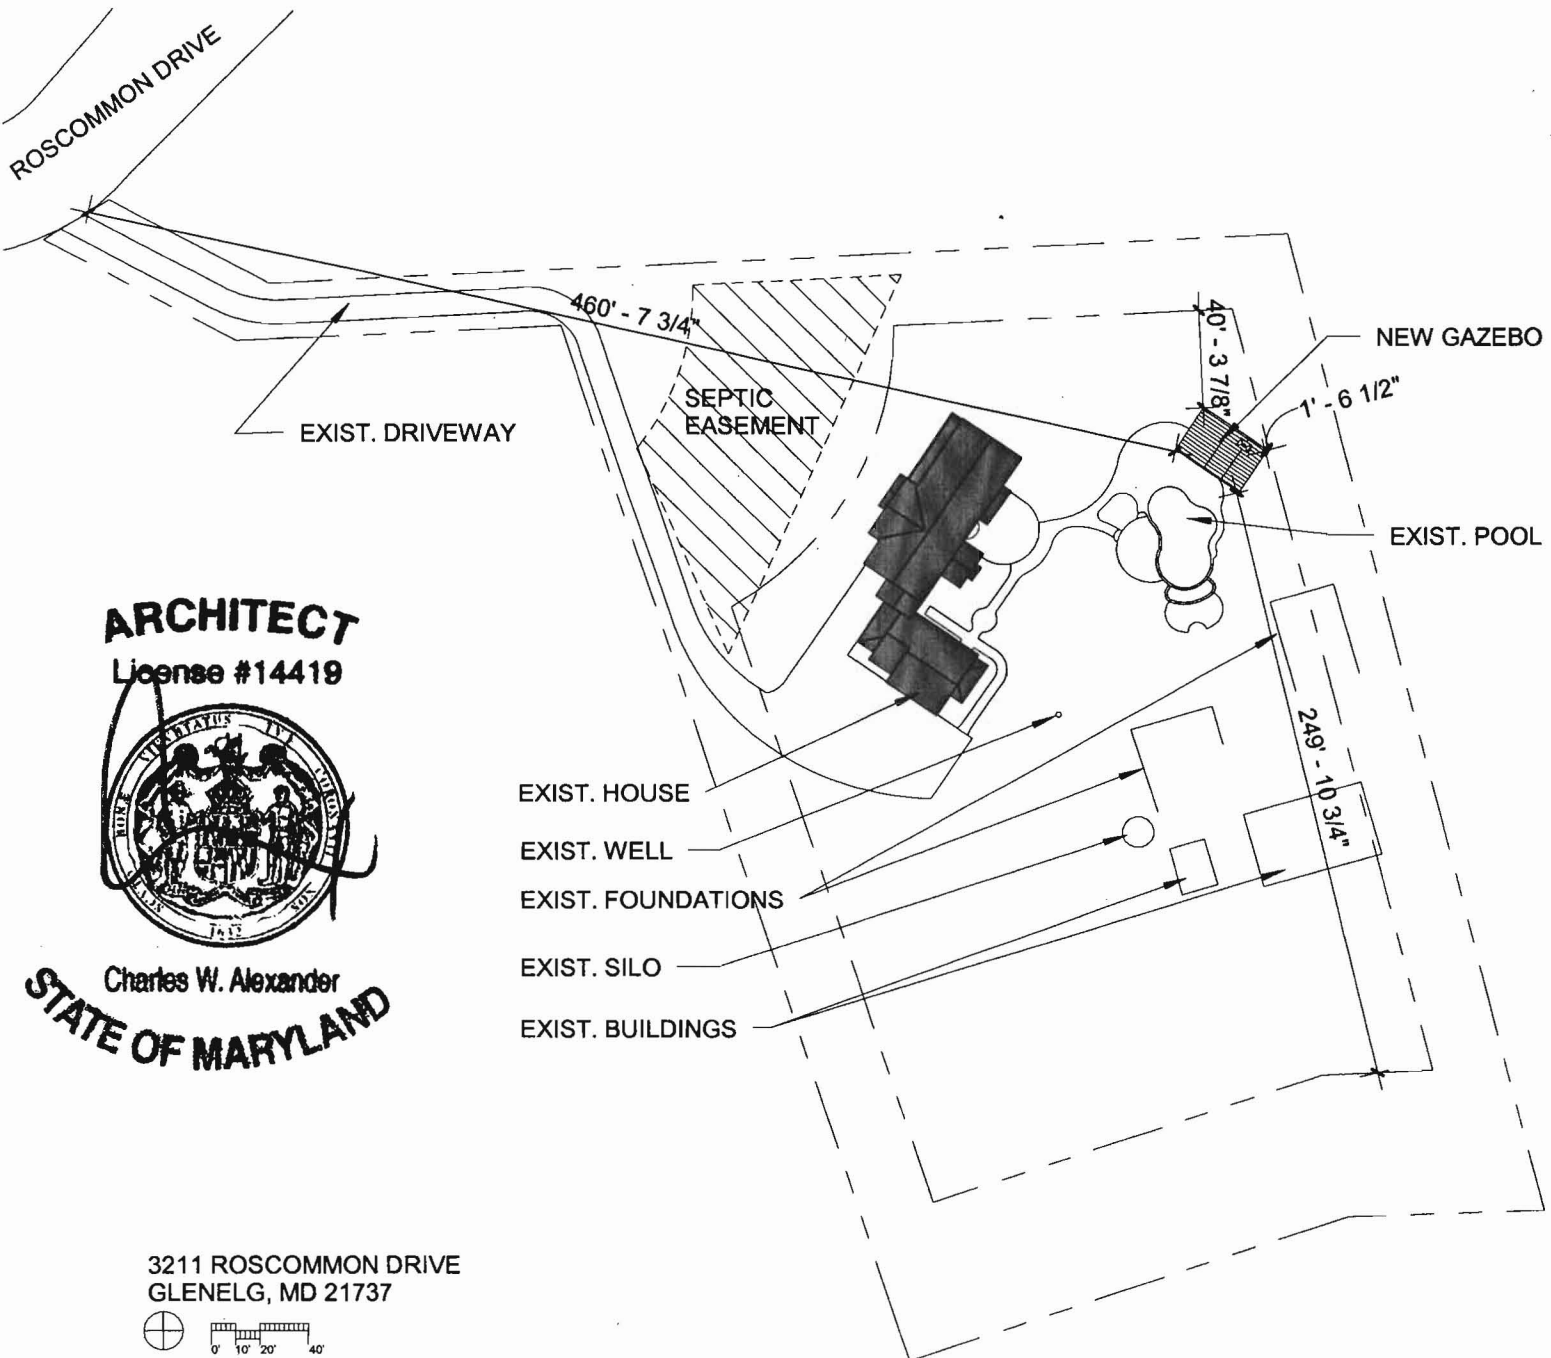 ROSCOMMON DRIVE
460' - 7 3/4"
40' - 3 7/8"
NEW GAZEBO
1' - 6 1/2"
SEPTIC
EASEMENT
EXIST. DRIVEWAY
EXIST. POOL
ARCHITECT
License #14419
249' - 10 3/4"
EXIST. HOUSE
EXIST. WELL
EXIST. FOUNDATIONS
EXIST. SILO
EXIST. BUILDINGS
Charles W. Alexander
STATE OF MARYLAND
3211 ROSCOMMON DRIVE
GLENELG, MD 21737
0' 10' 20' 40'